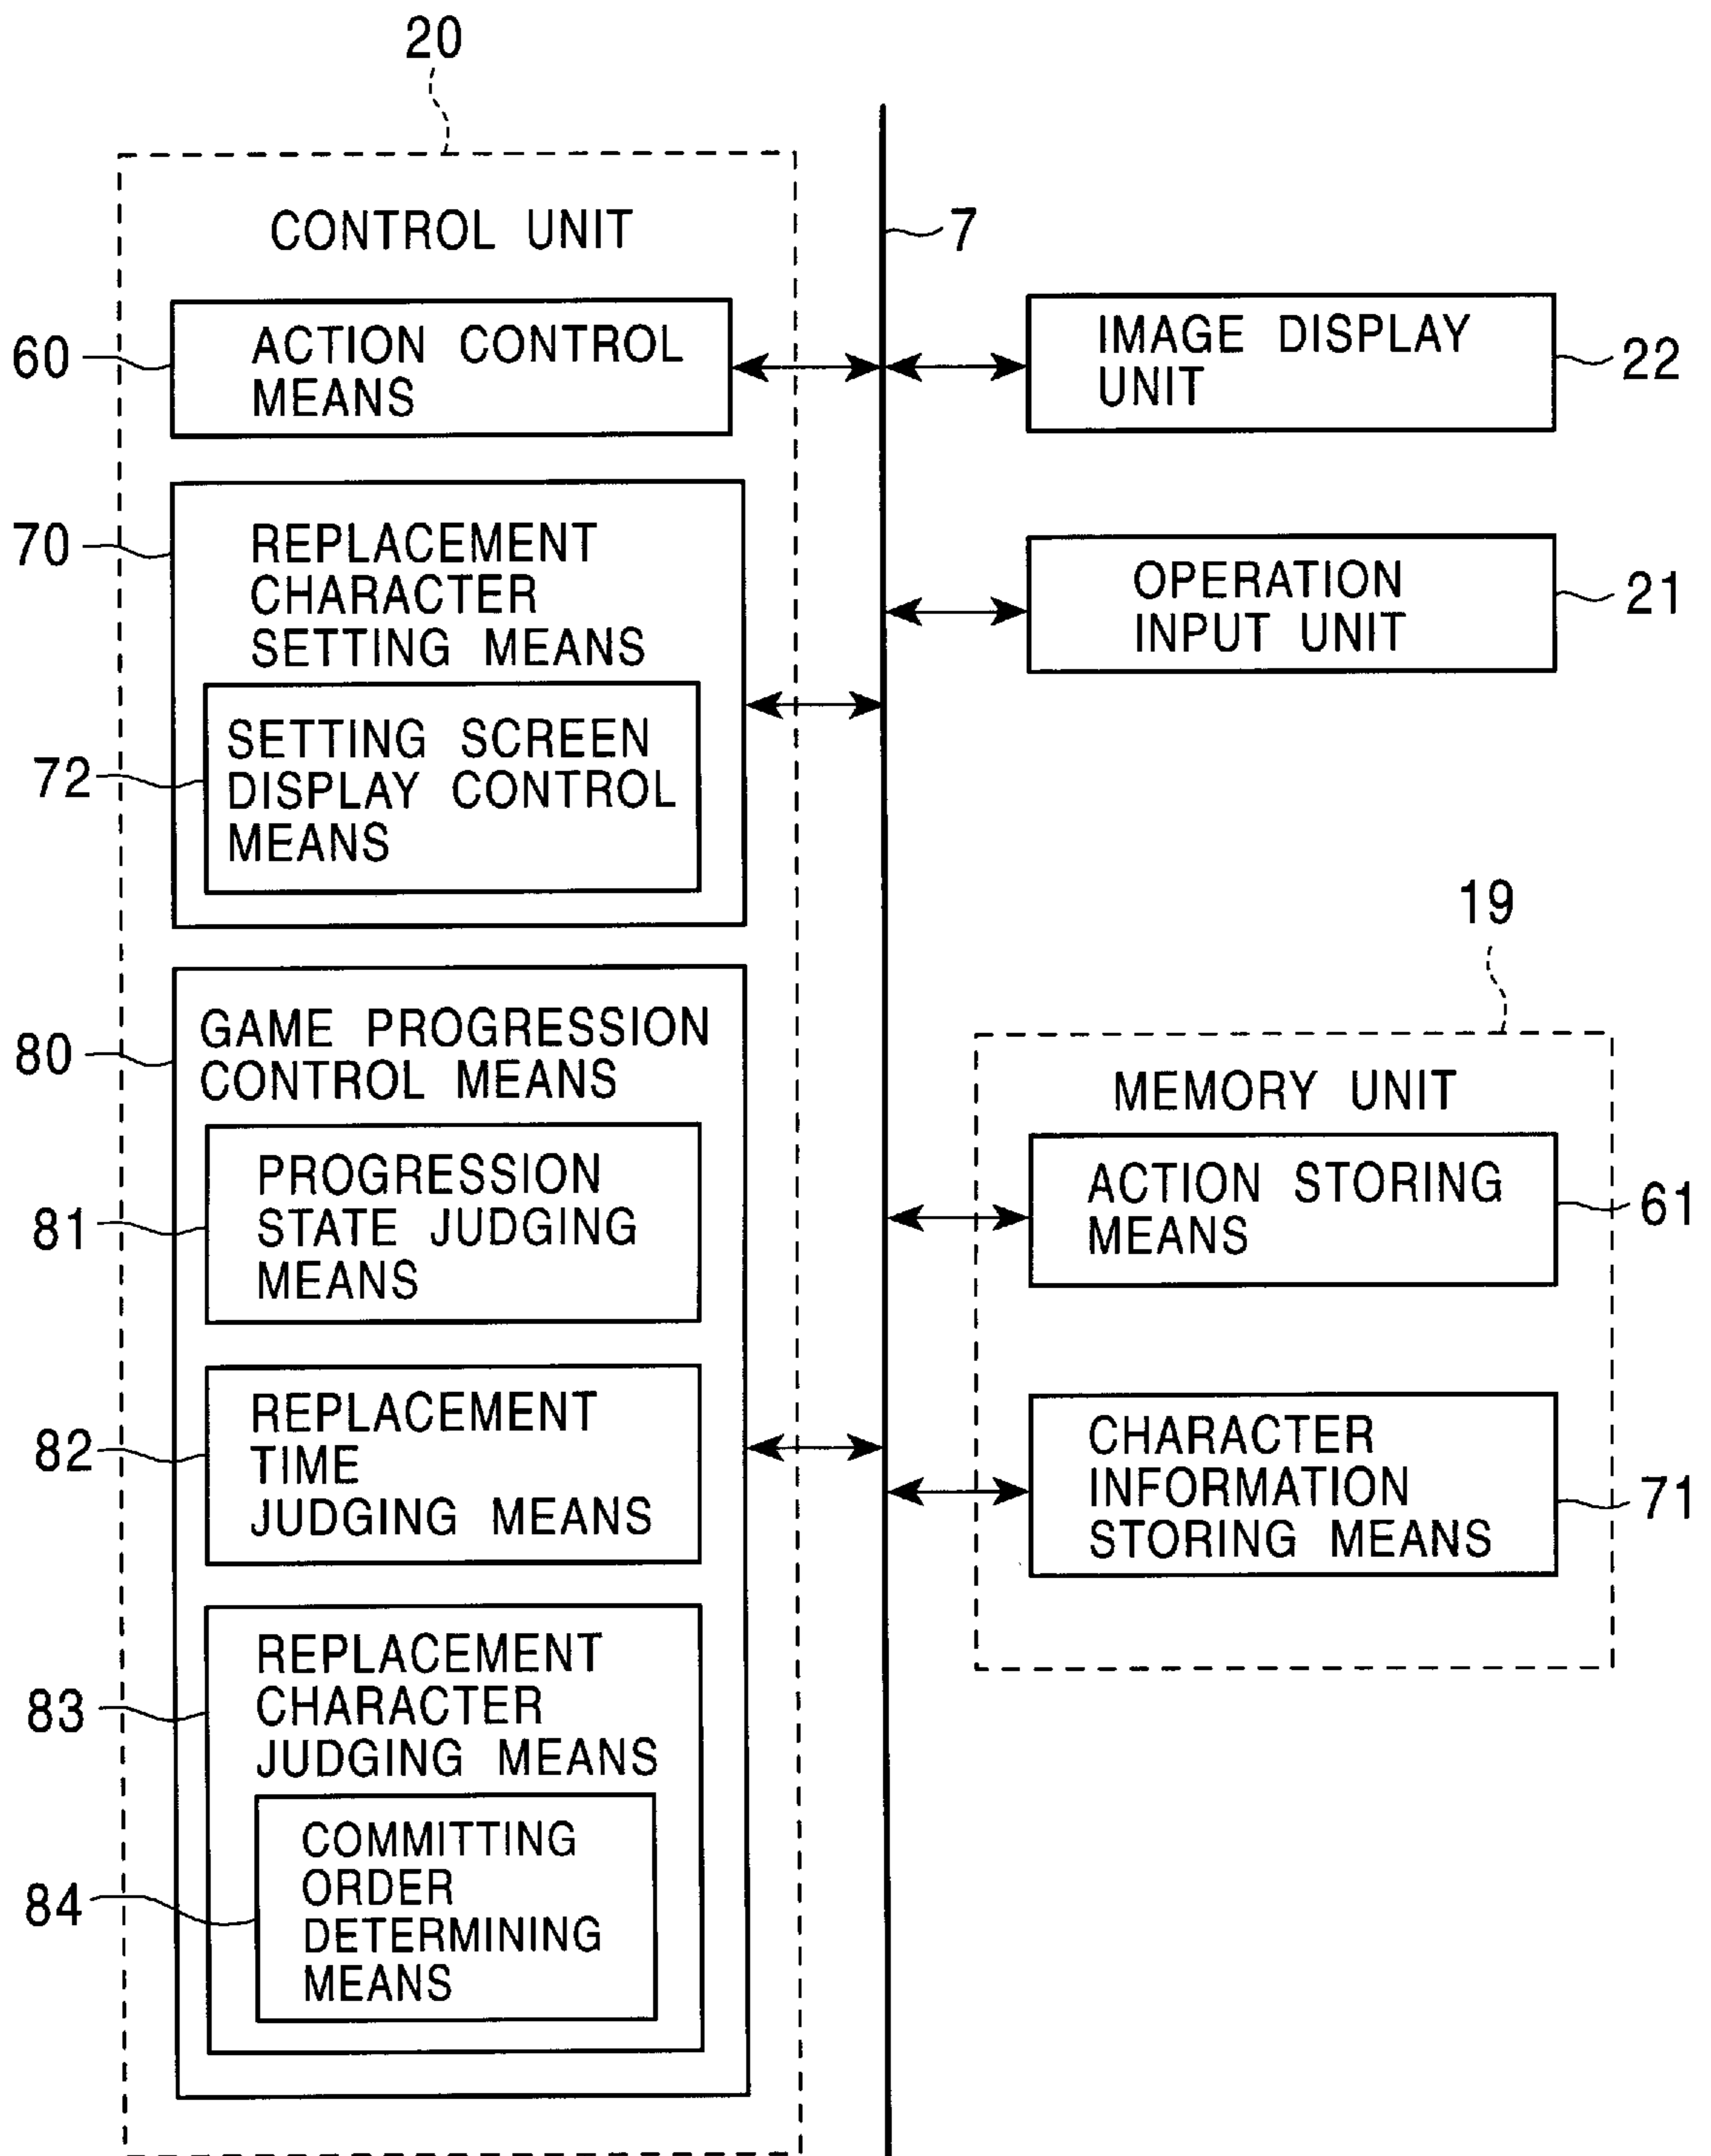 20
CONTROL UNIT
7
60
ACTION CONTROL
MEANS
IMAGE DISPLAY
UNIT
22
70
REPLACEMENT
CHARACTER
SETTING MEANS
OPERATION
INPUT UNIT
21
72
SETTING SCREEN
DISPLAY CONTROL
MEANS
19
80
GAME PROGRESSION
CONTROL MEANS
MEMORY UNIT
81
PROGRESSION
STATE JUDGING
MEANS
ACTION STORING
MEANS
61
82
REPLACEMENT
TIME
JUDGING MEANS
CHARACTER
INFORMATION
STORING MEANS
71
83
REPLACEMENT
CHARACTER
JUDGING MEANS
84
COMMITTING
ORDER
DETERMINING
MEANS